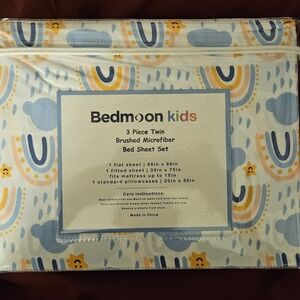 Bedmoon kids
3 Piece Twin
Brushed Microfiber
Bed Sheet Set
1 flat sheet | 66in x 96in
1 fitted sheet | 39in x 75in
fits mattress up to 15in
1 standard pillowcases | 20in x 30in
Care Instructions:
Made in China